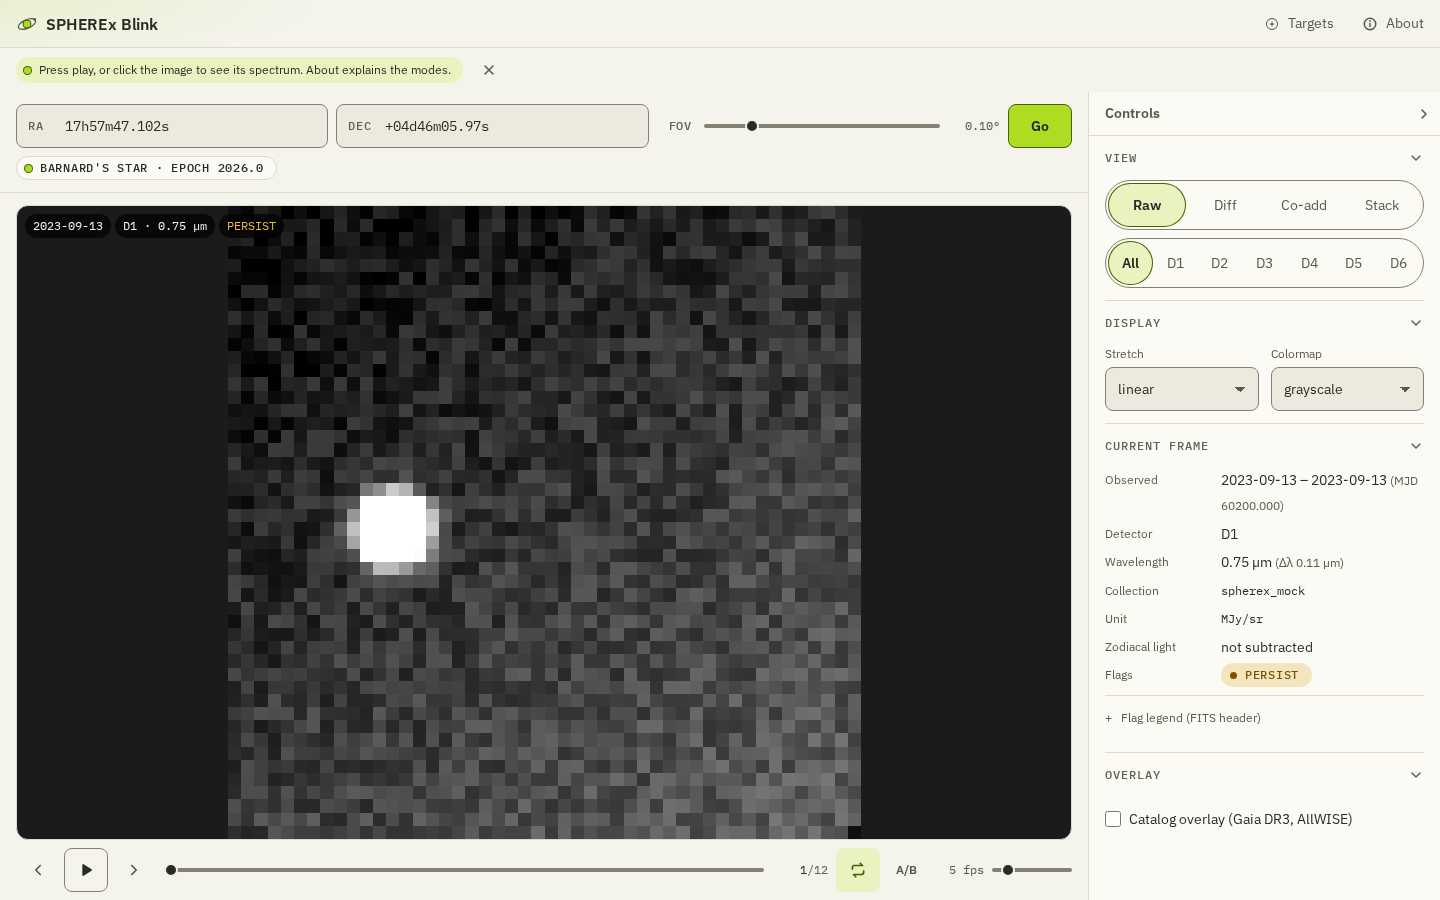 SPHEREx Blink
Targets
About
Press play, or click the image to see its spectrum. About explains the modes.
RA 17h57m47.102s
DEC +04d46m05.97s
FOV 0.10°
Go
BARNARD'S STAR · EPOCH 2026.0
2023-09-13
D1 · 0.75 µm
PERSIST
1/12
A/B
5 fps
Controls
VIEW
Raw Diff Co-add Stack
All D1 D2 D3 D4 D5 D6
DISPLAY
Stretch Colormap
linear grayscale
CURRENT FRAME
Observed 2023-09-13 – 2023-09-13 (MJD
60200.000)
Detector D1
Wavelength 0.75 µm (Δλ 0.11 µm)
Collection spherex_mock
Unit MJy/sr
Zodiacal light not subtracted
Flags PERSIST
+ Flag legend (FITS header)
OVERLAY
Catalog overlay (Gaia DR3, AllWISE)